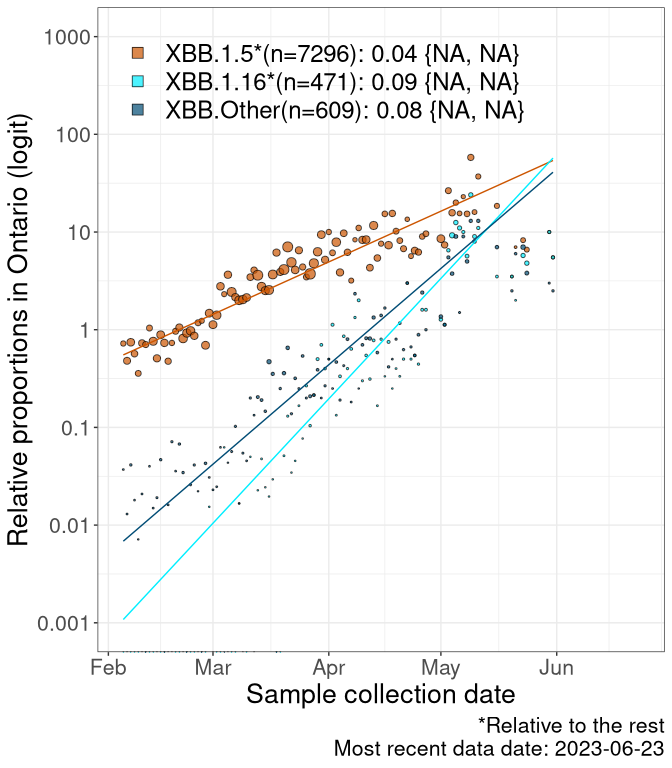 Relative proportions in Ontario (logit)
1000
100
10
1
0.1
0.01
0.001
XBB.1.5*(n=7296): 0.04 {NA, NA}
XBB.1.16*(n=471): 0.09 {NA, NA}
XBB.Other(n=609): 0.08 {NA, NA}
Feb Mar Apr May Jun
Sample collection date
*Relative to the rest
Most recent data date: 2023-06-23